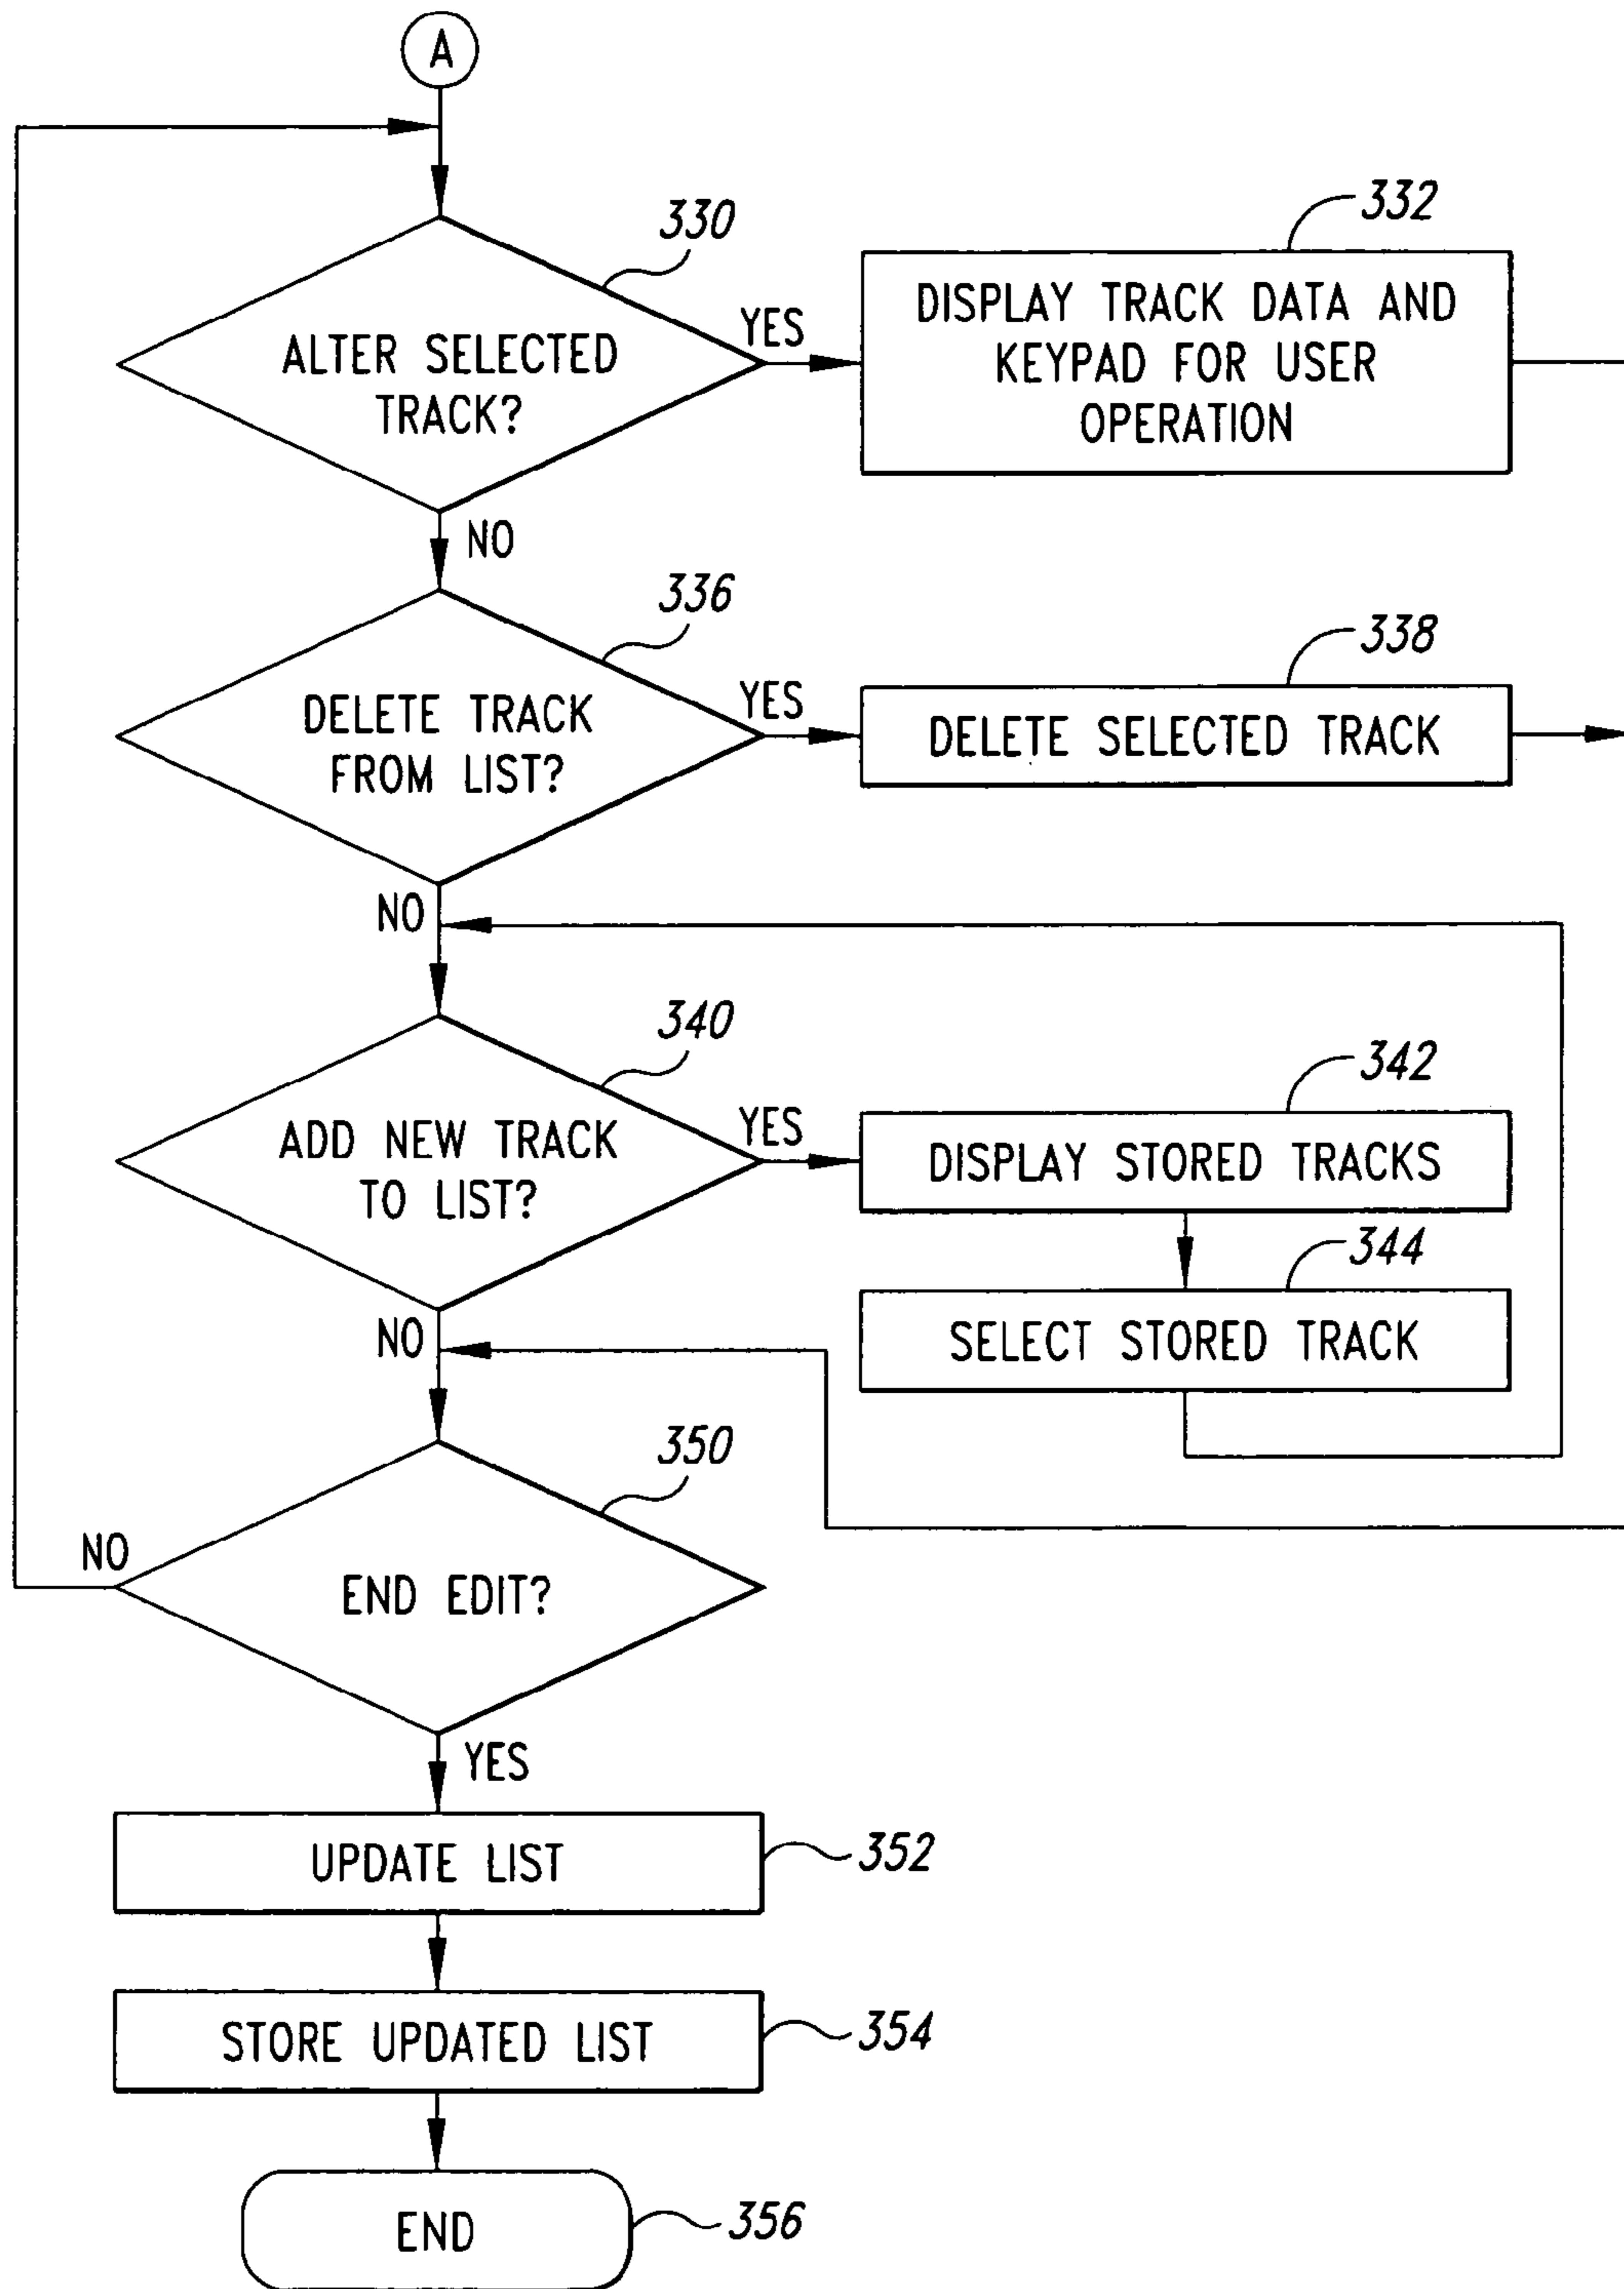 A
330
ALTER SELECTED
TRACK?
YES
332
DISPLAY TRACK DATA AND
KEYPAD FOR USER
OPERATION
NO
336
DELETE TRACK
FROM LIST?
YES
338
DELETE SELECTED TRACK
NO
340
ADD NEW TRACK
TO LIST?
YES
342
DISPLAY STORED TRACKS
344
SELECT STORED TRACK
NO
350
END EDIT?
NO
YES
UPDATE LIST
352
STORE UPDATED LIST
354
END
356